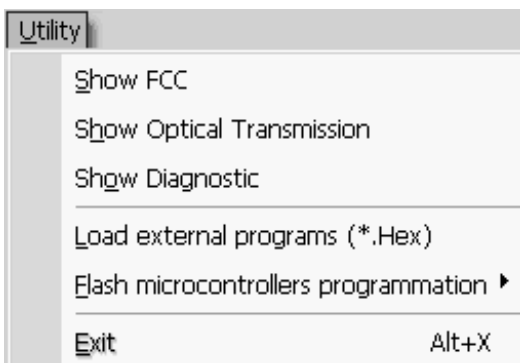 Utility
Show FCC
Show Optical Transmission
Show Diagnostic
Load external programs (*.Hex)
Flash microcontrollers programmation
Exit Alt+X